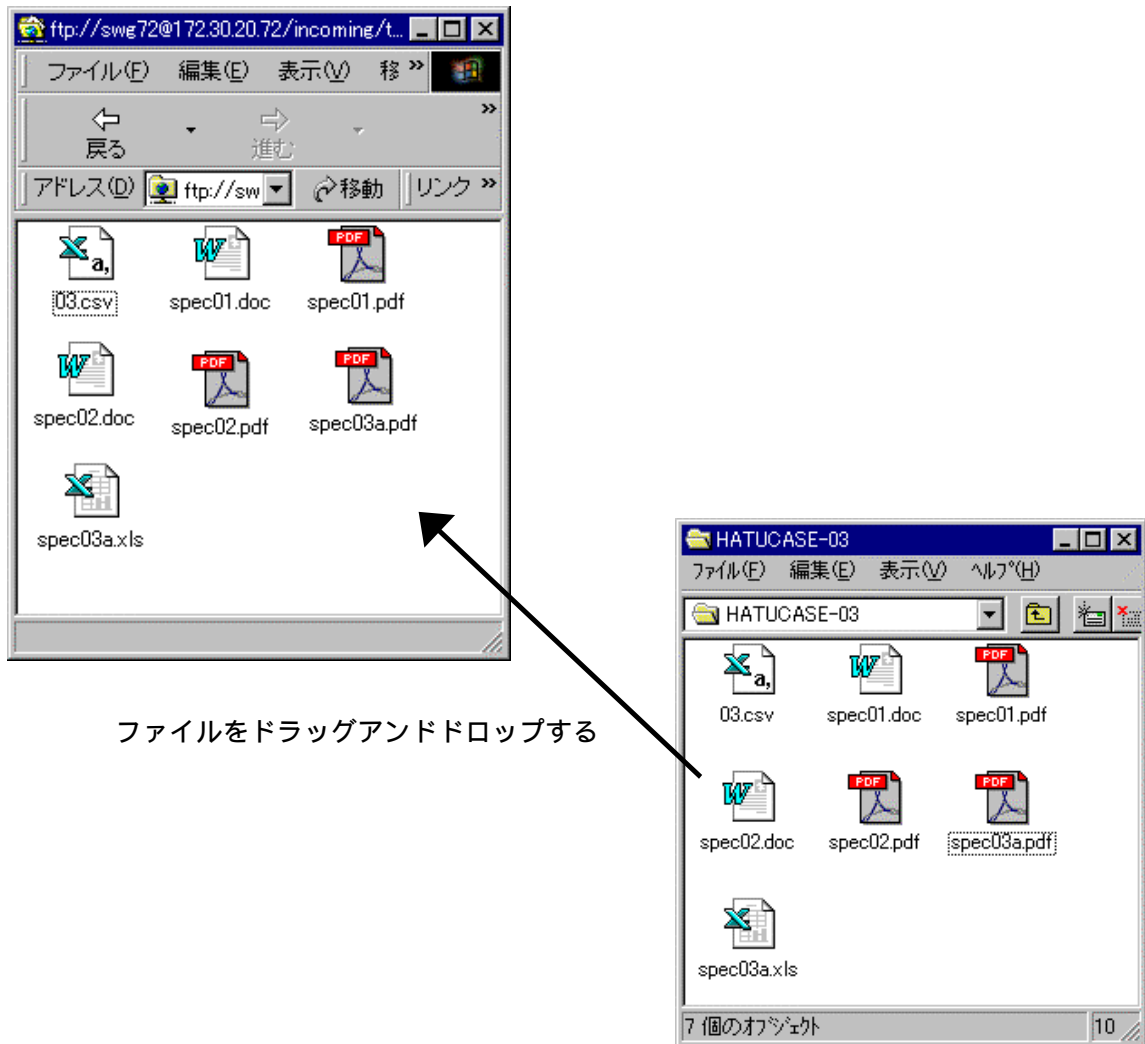 ftp://swg72@172.30.20.72/incoming/t...
ファイル(F) 編集(E) 表示(V) 移 »
»
戻る 進む
アドレス(D) ftp://sw 移動 リンク »
03.csv spec01.doc spec01.pdf
spec02.doc spec02.pdf spec03a.pdf
spec03a.xls
ファイルをドラッグアンドドロップする
HATUCASE-03
ファイル(F) 編集(E) 表示(V) ヘルプ(H)
HATUCASE-03
03.csv spec01.doc spec01.pdf
spec02.doc spec02.pdf spec03a.pdf
spec03a.xls
7 個のオブジェクト 10